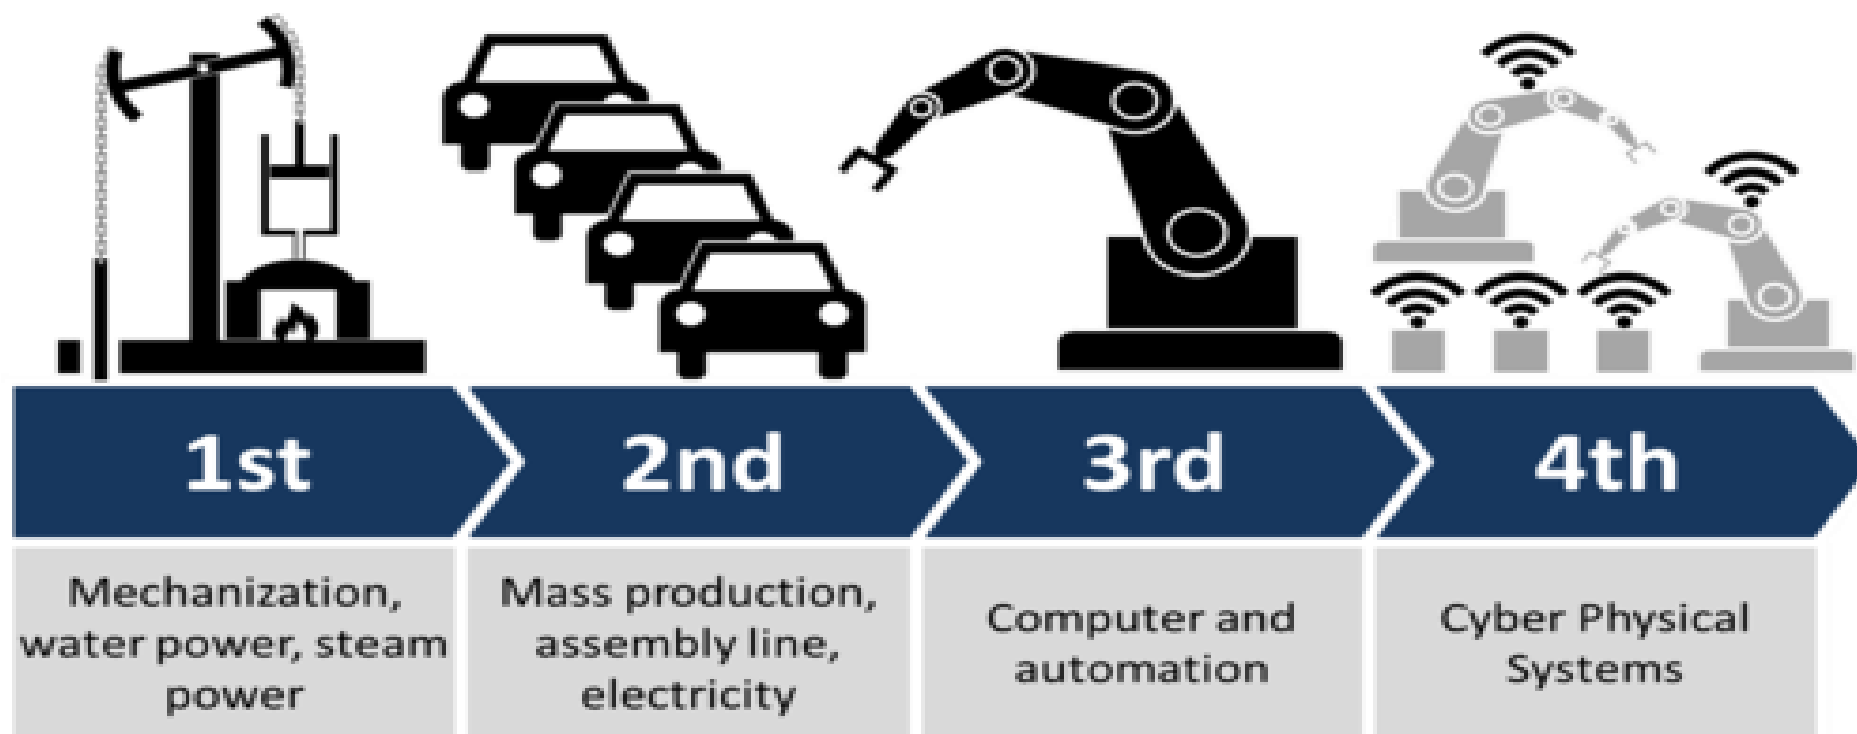 1st
2nd
3rd
4th
Mechanization,
water power, steam
power
Mass production,
assembly line,
electricity
Computer and
automation
Cyber Physical
Systems